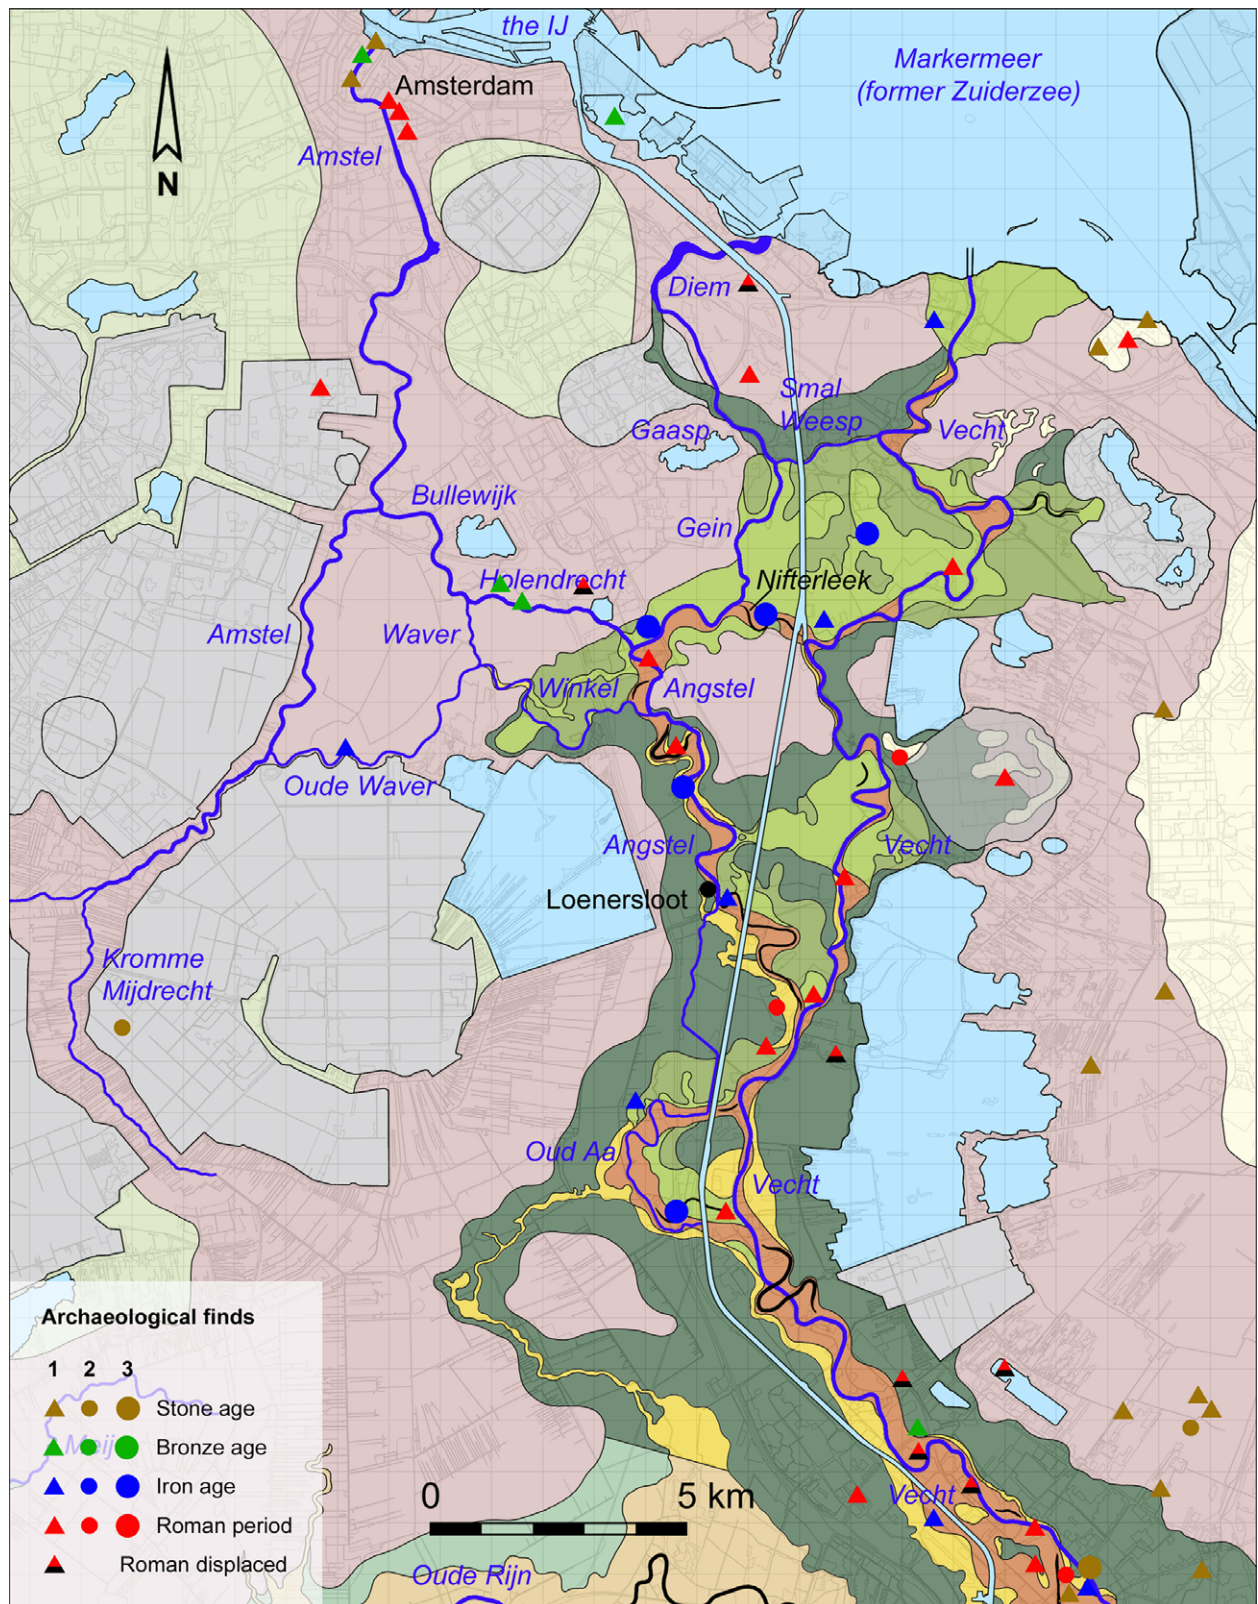 the IJ
Markermeer
(former Zuiderzee)
Amsterdam
Amstel
N
Diem
Smal
Weesp
Gaasp
Vecht
Bullewijk
Gein
Holendrecht
Nifterleek
Amstel
Waver
Winkel
Angstel
Oude Waver
Angstel
Vecht
Loenersloot
Kromme
Mijdrecht
Oud Aa
Vecht
Archaeological finds
1 2 3
Stone age
Bronze age
Meij
Iron age
Roman period
Roman displaced
0 5 km
Vecht
Oude Rijn